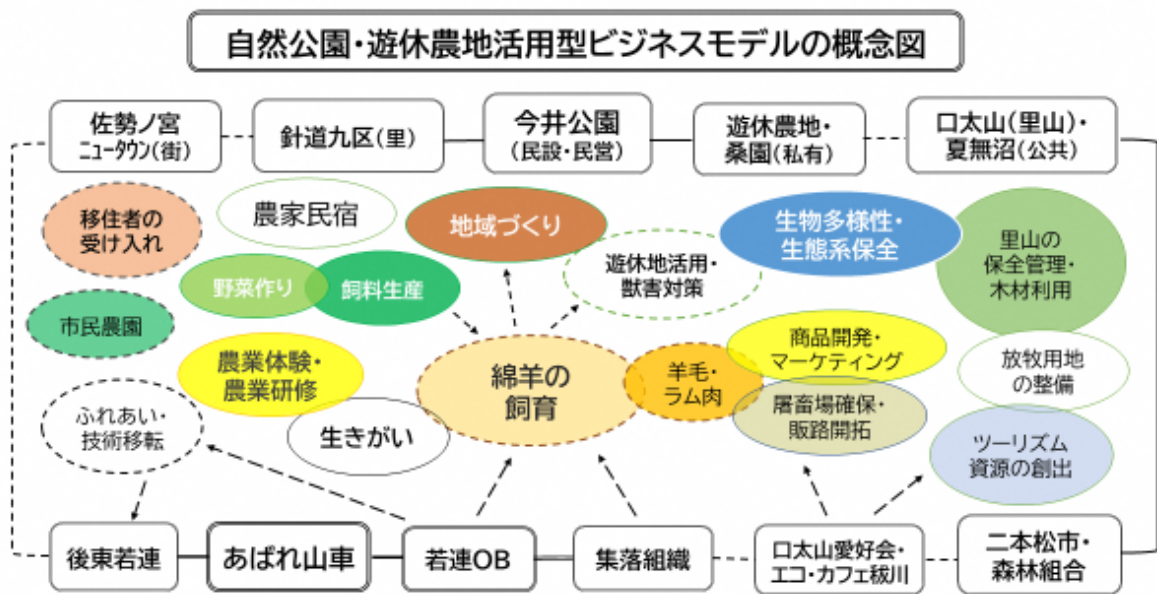 自然公園・遊休農地活用型ビジネスモデルの概念図
佐勢ノ宮
ニュータウン(街)
針道九区(里)
今井公園
(民設・民営)
遊休農地・
桑園(私有)
口太山(里山)・
夏無沼(公共)
移住者の
受け入れ
農家民宿
地域づくり
生物多様性・
生態系保全
里山の
保全管理・
木材利用
遊休地活用・
獣害対策
野菜作り
飼料生産
市民農園
農業体験・
農業研修
綿羊の
飼育
羊毛・
ラム肉
商品開発・
マーケティング
放牧用地
の整備
屠畜場確保・
販路開拓
ふれあい・
技術移転
生きがい
ツーリズム
資源の創出
後東若連
あばれ山車
若連OB
集落組織
口太山愛好会・
エコ・カフェ秡川
二本松市・
森林組合